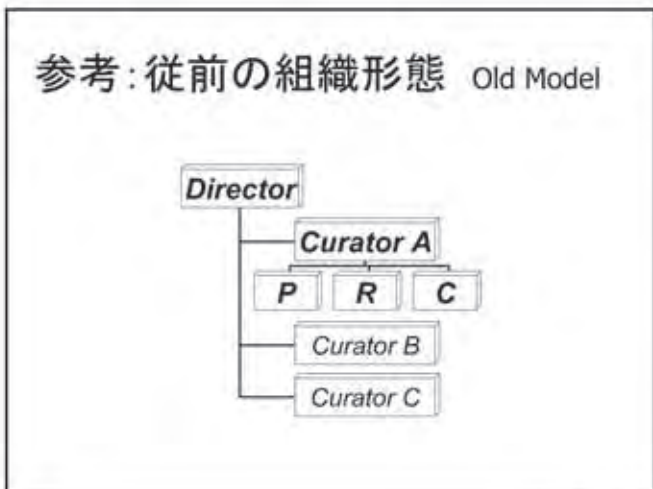 参考:従前の組織形態 Old Model
Director
Curator A
P R C
Curator B
Curator C